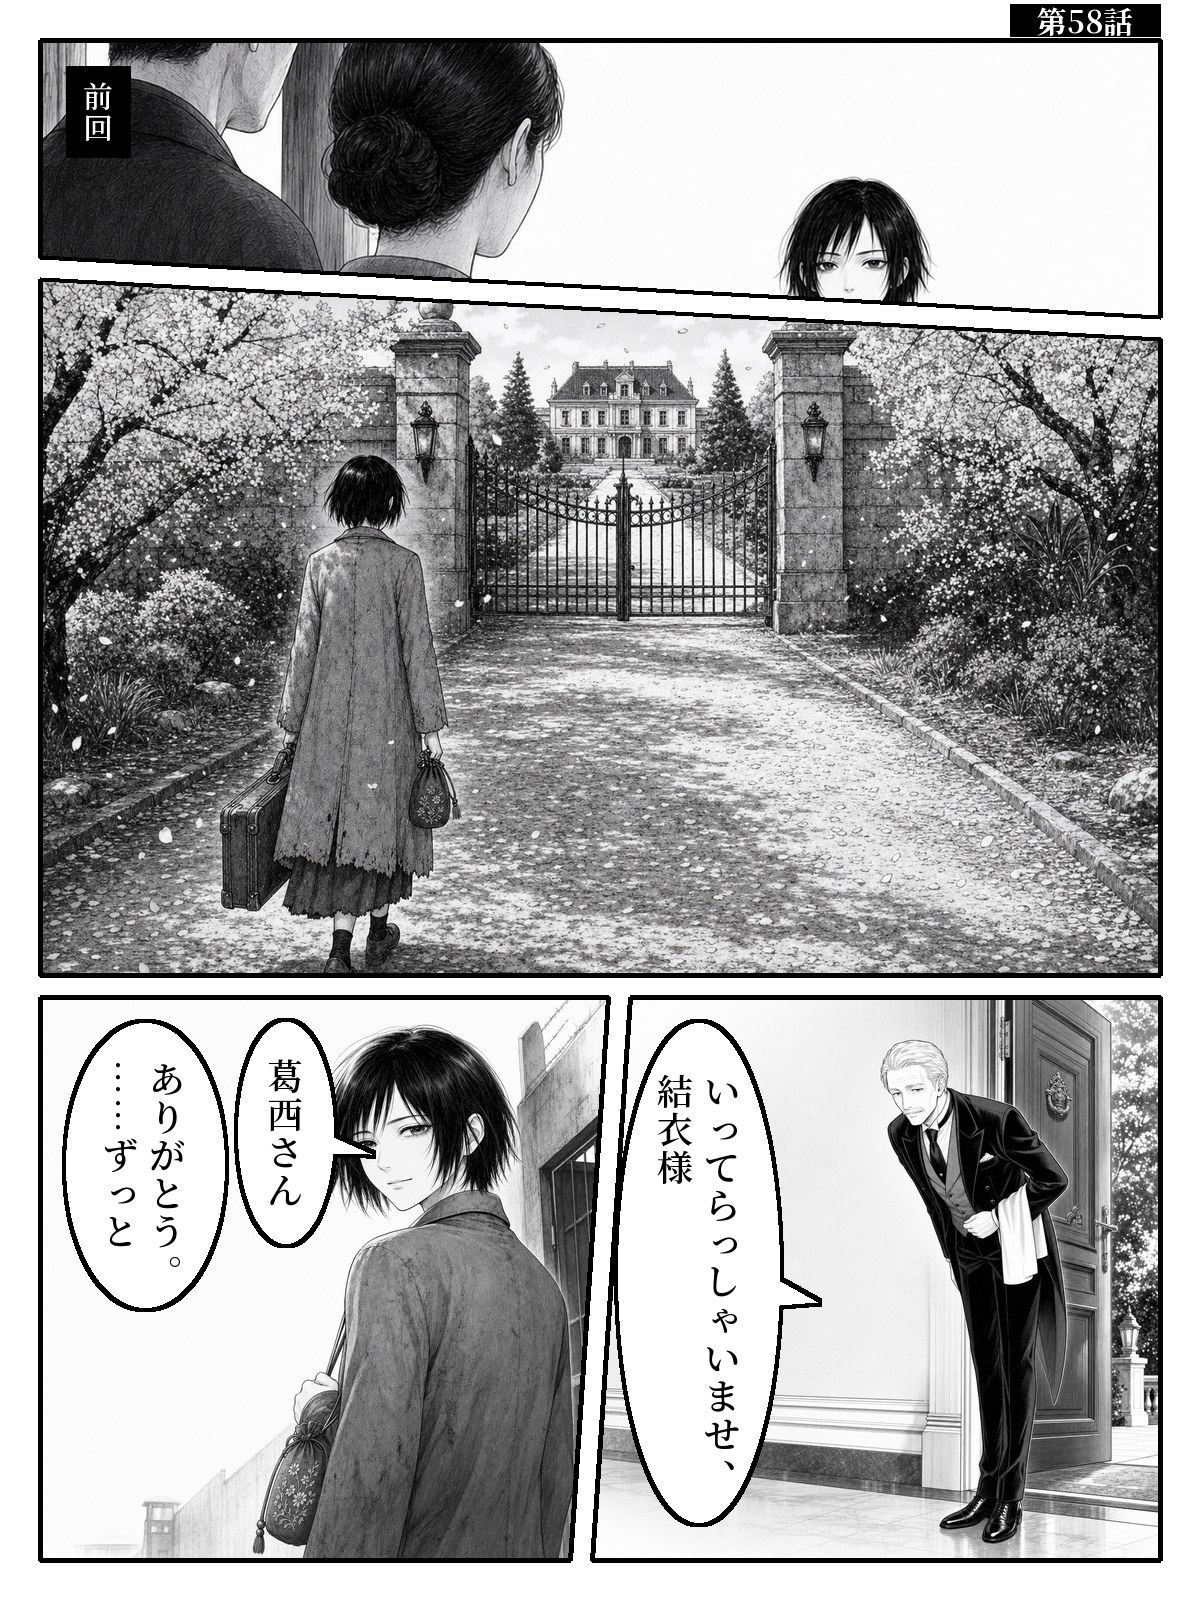 第58話
前回
いってらっしゃいませ、
結衣様
葛西さん
ありがとう。
……ずっと